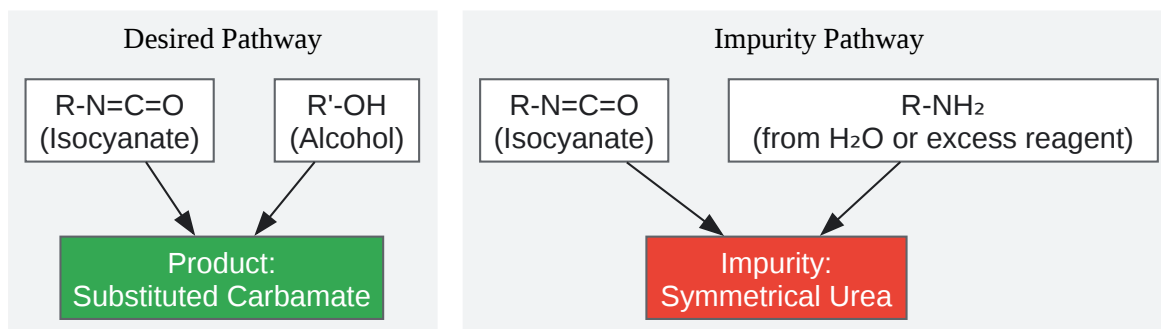 Desired Pathway
R-N=C=O
(Isocyanate)
R'-OH
(Alcohol)
Product:
Substituted Carbamate
Impurity Pathway
R-N=C=O
(Isocyanate)
R-NH₂
(from H₂O or excess reagent)
Impurity:
Symmetrical Urea